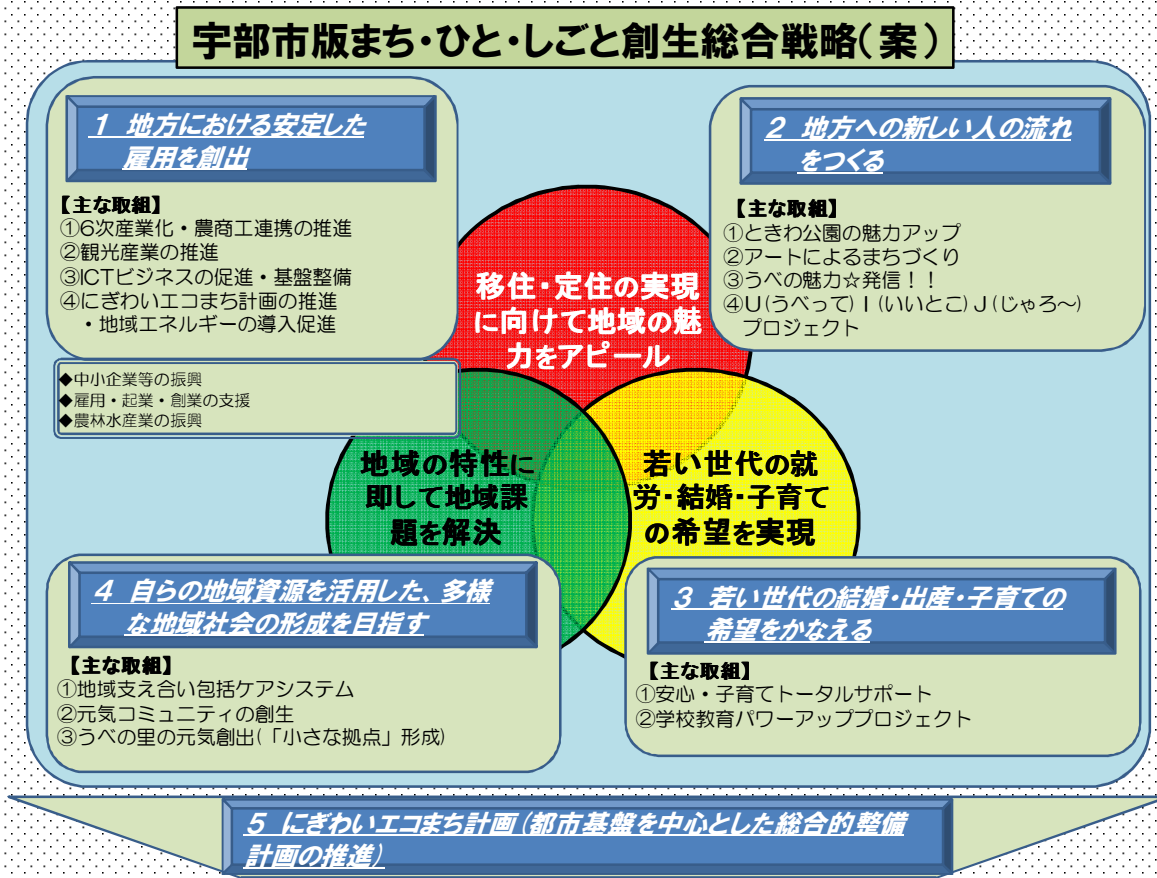 宇部市版まち・ひと・しごと創生総合戦略(案)
1 地方における安定した
雇用を創出
【主な取組】
①6次産業化・農商工連携の推進
②観光産業の推進
③ICTビジネスの促進・基盤整備
④にぎわいエコまち計画の推進
・地域エネルギーの導入促進
◆中小企業等の振興
◆雇用・起業・創業の支援
◆農林水産業の振興
2 地方への新しい人の流れ
をつくる
【主な取組】
①ときわ公園の魅力アップ
②アートによるまちづくり
③うべの魅力☆発信！！
④U(うべって)I(いいとこ)J(じゃろ～)
プロジェクト
移住・定住の実現
に向けて地域の魅
力をアピール
地域の特性に
即して地域課
題を解決
若い世代の就
労・結婚・子育て
の希望を実現
4 自らの地域資源を活用した、多様
な地域社会の形成を目指す
【主な取組】
①地域支え合い包括ケアシステム
②元気コミュニティの創生
③うべの里の元気創出(「小さな拠点」形成)
3 若い世代の結婚・出産・子育ての
希望をかなえる
【主な取組】
①安心・子育てトータルサポート
②学校教育パワーアッププロジェクト
5 にぎわいエコまち計画(都市基盤を中心とした総合的整備
計画の推進)